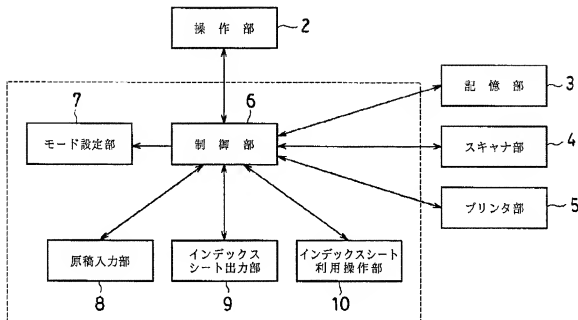 操作部
2
7
6
記憶部
3
モード設定部
制御部
スキャナ部
4
プリンタ部
5
原稿入力部
インデックス
シート出力部
インデックスシート
利用操作部
8
9
10